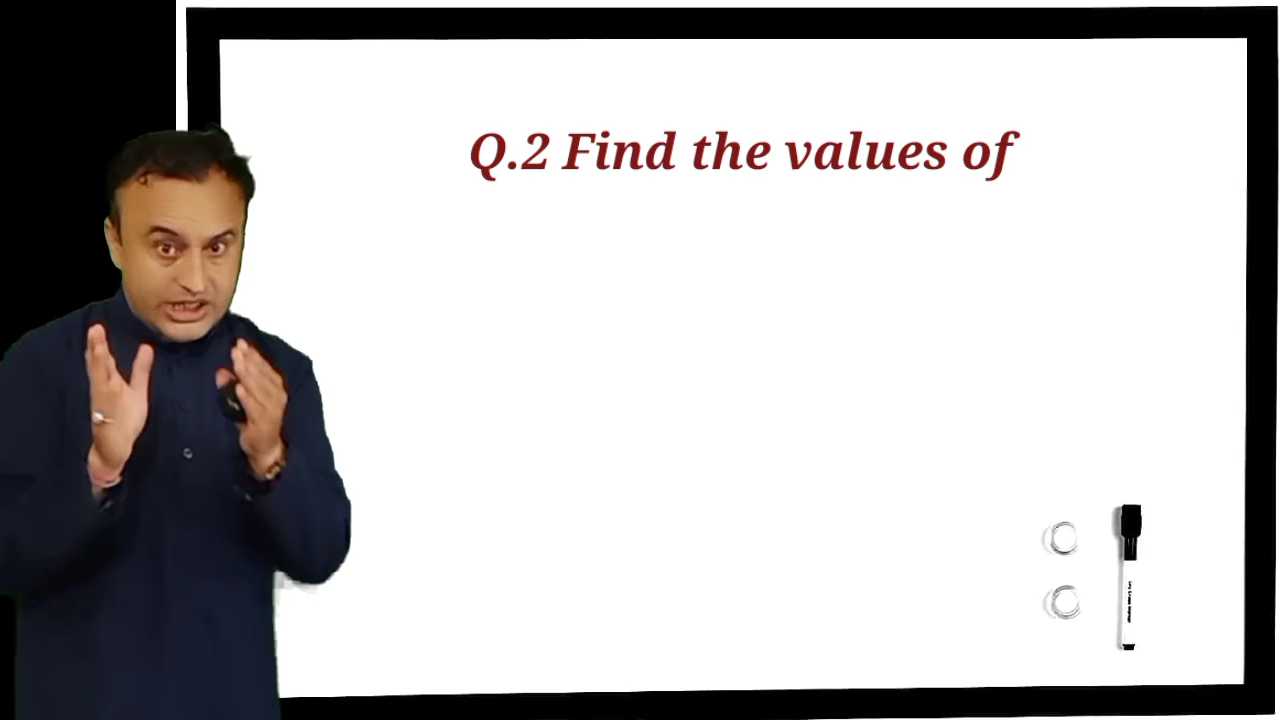 Q.2 Find the values of